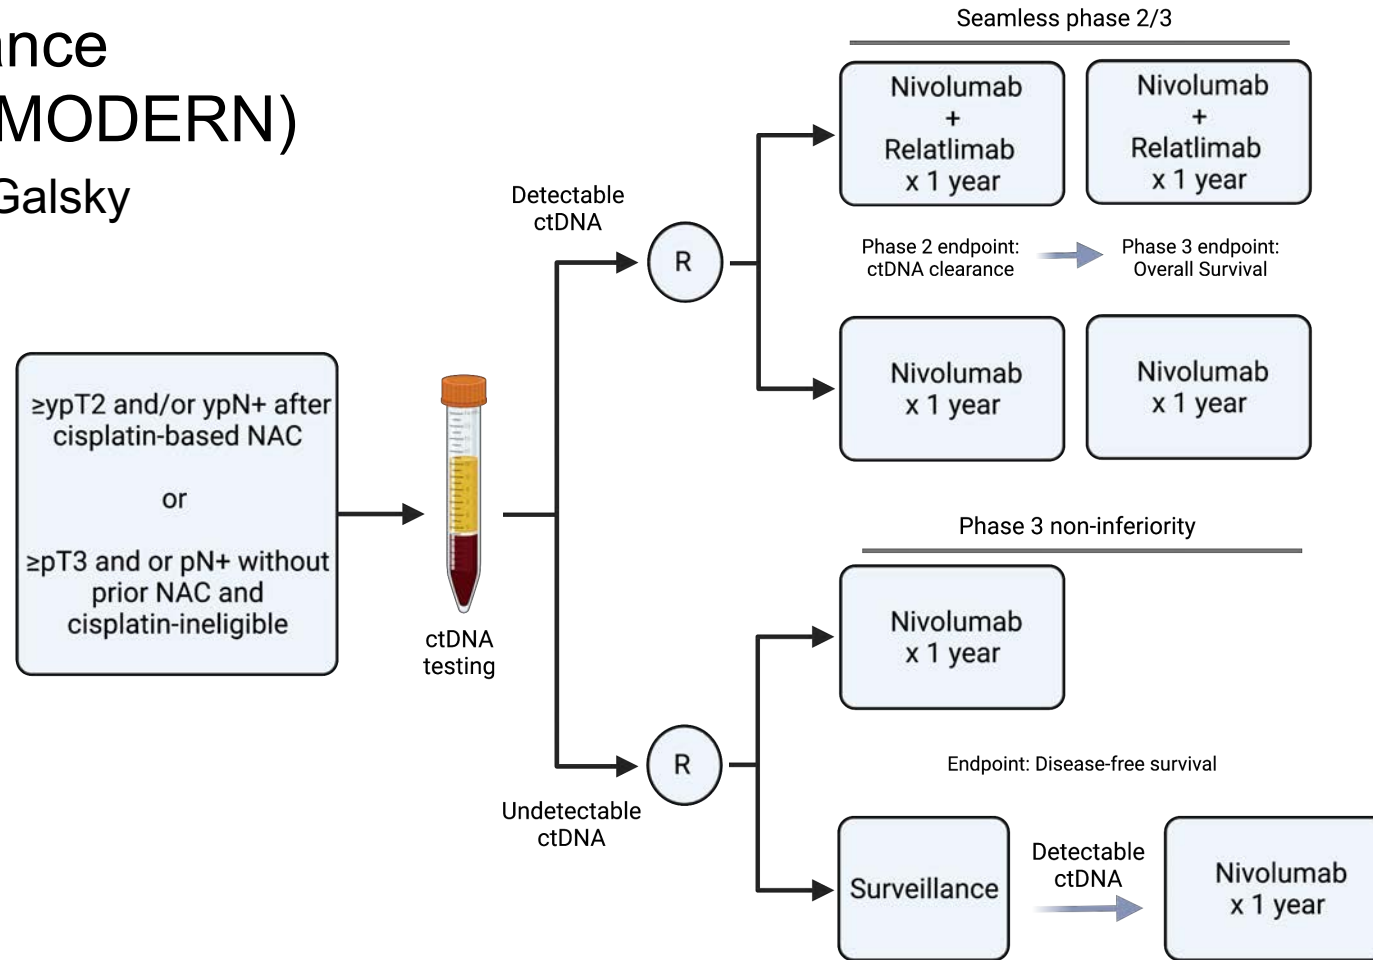 ance
MODERN)
Galsky
Seamless phase 2/3
Nivolumab
+
Relatlimab
x 1 year
Nivolumab
+
Relatlimab
x 1 year
Detectable
ctDNA
R
Phase 2 endpoint:
ctDNA clearance
Phase 3 endpoint:
Overall Survival
Nivolumab
x 1 year
Nivolumab
x 1 year
≥ypT2 and/or ypN+ after
cisplatin-based NAC
or
≥pT3 and or pN+ without
prior NAC and
cisplatin-ineligible
ctDNA
testing
Phase 3 non-inferiority
Nivolumab
x 1 year
R
Undetectable
ctDNA
Endpoint: Disease-free survival
Surveillance
Detectable
ctDNA
Nivolumab
x 1 year